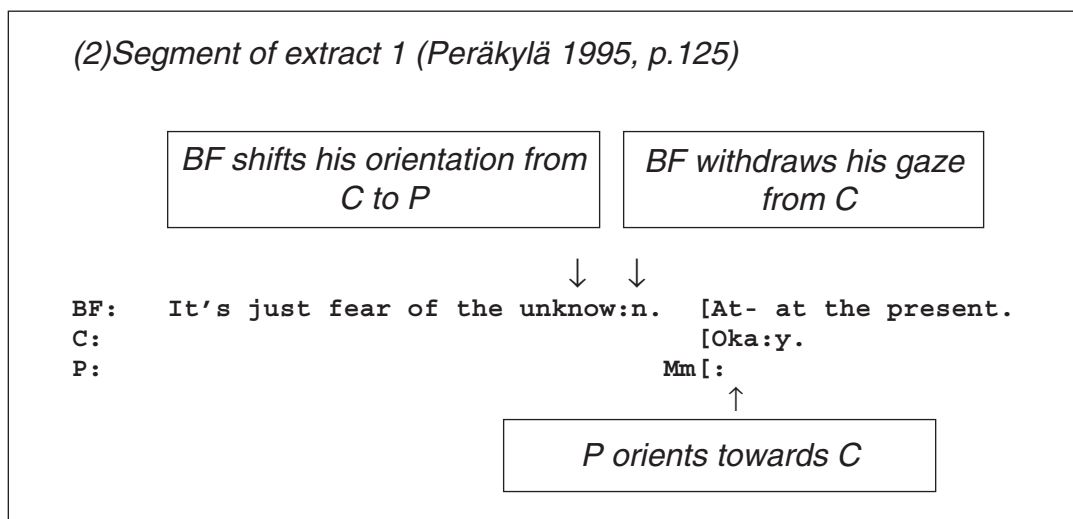 (2)Segment of extract 1 (Peräkylä 1995, p.125)
BF shifts his orientation from
C to P
BF withdraws his gaze
from C
↓ ↓
BF: It's just fear of the unknow:n. [At- at the present.
C: [Oka:y.
P: Mm[:
↑
P orients towards C